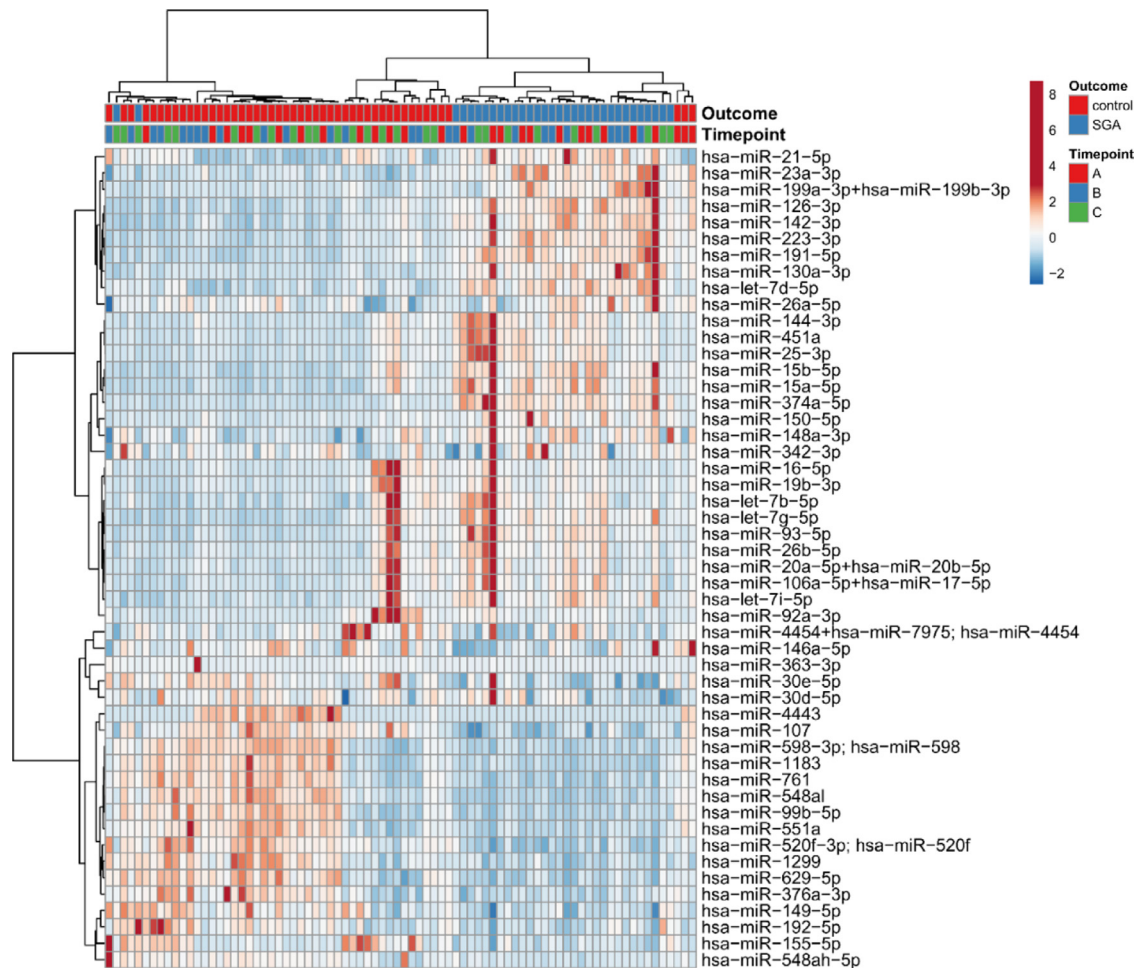 Outcome
Timepoint
hsa-miR-21-5p
hsa-miR-23a-3p
hsa-miR-199a-3p+hsa-miR-199b-3p
hsa-miR-126-3p
hsa-miR-142-3p
hsa-miR-223-3p
hsa-miR-191-5p
hsa-miR-130a-3p
hsa-let-7d-5p
hsa-miR-26a-5p
hsa-miR-144-3p
hsa-miR-451a
hsa-miR-25-3p
hsa-miR-15b-5p
hsa-miR-15a-5p
hsa-miR-374a-5p
hsa-miR-150-5p
hsa-miR-148a-3p
hsa-miR-342-3p
hsa-miR-16-5p
hsa-miR-19b-3p
hsa-let-7b-5p
hsa-let-7g-5p
hsa-miR-93-5p
hsa-miR-26b-5p
hsa-miR-20a-5p+hsa-miR-20b-5p
hsa-miR-106a-5p+hsa-miR-17-5p
hsa-let-7i-5p
hsa-miR-92a-3p
hsa-miR-4454+hsa-miR-7975; hsa-miR-4454
hsa-miR-146a-5p
hsa-miR-363-3p
hsa-miR-30e-5p
hsa-miR-30d-5p
hsa-miR-4443
hsa-miR-107
hsa-miR-598-3p; hsa-miR-598
hsa-miR-1183
hsa-miR-761
hsa-miR-548al
hsa-miR-99b-5p
hsa-miR-551a
hsa-miR-520f-3p; hsa-miR-520f
hsa-miR-1299
hsa-miR-629-5p
hsa-miR-376a-3p
hsa-miR-149-5p
hsa-miR-192-5p
hsa-miR-155-5p
hsa-miR-548ah-5p
8
6
4
2
0
−2
Outcome
control
SGA
Timepoint
A
B
C